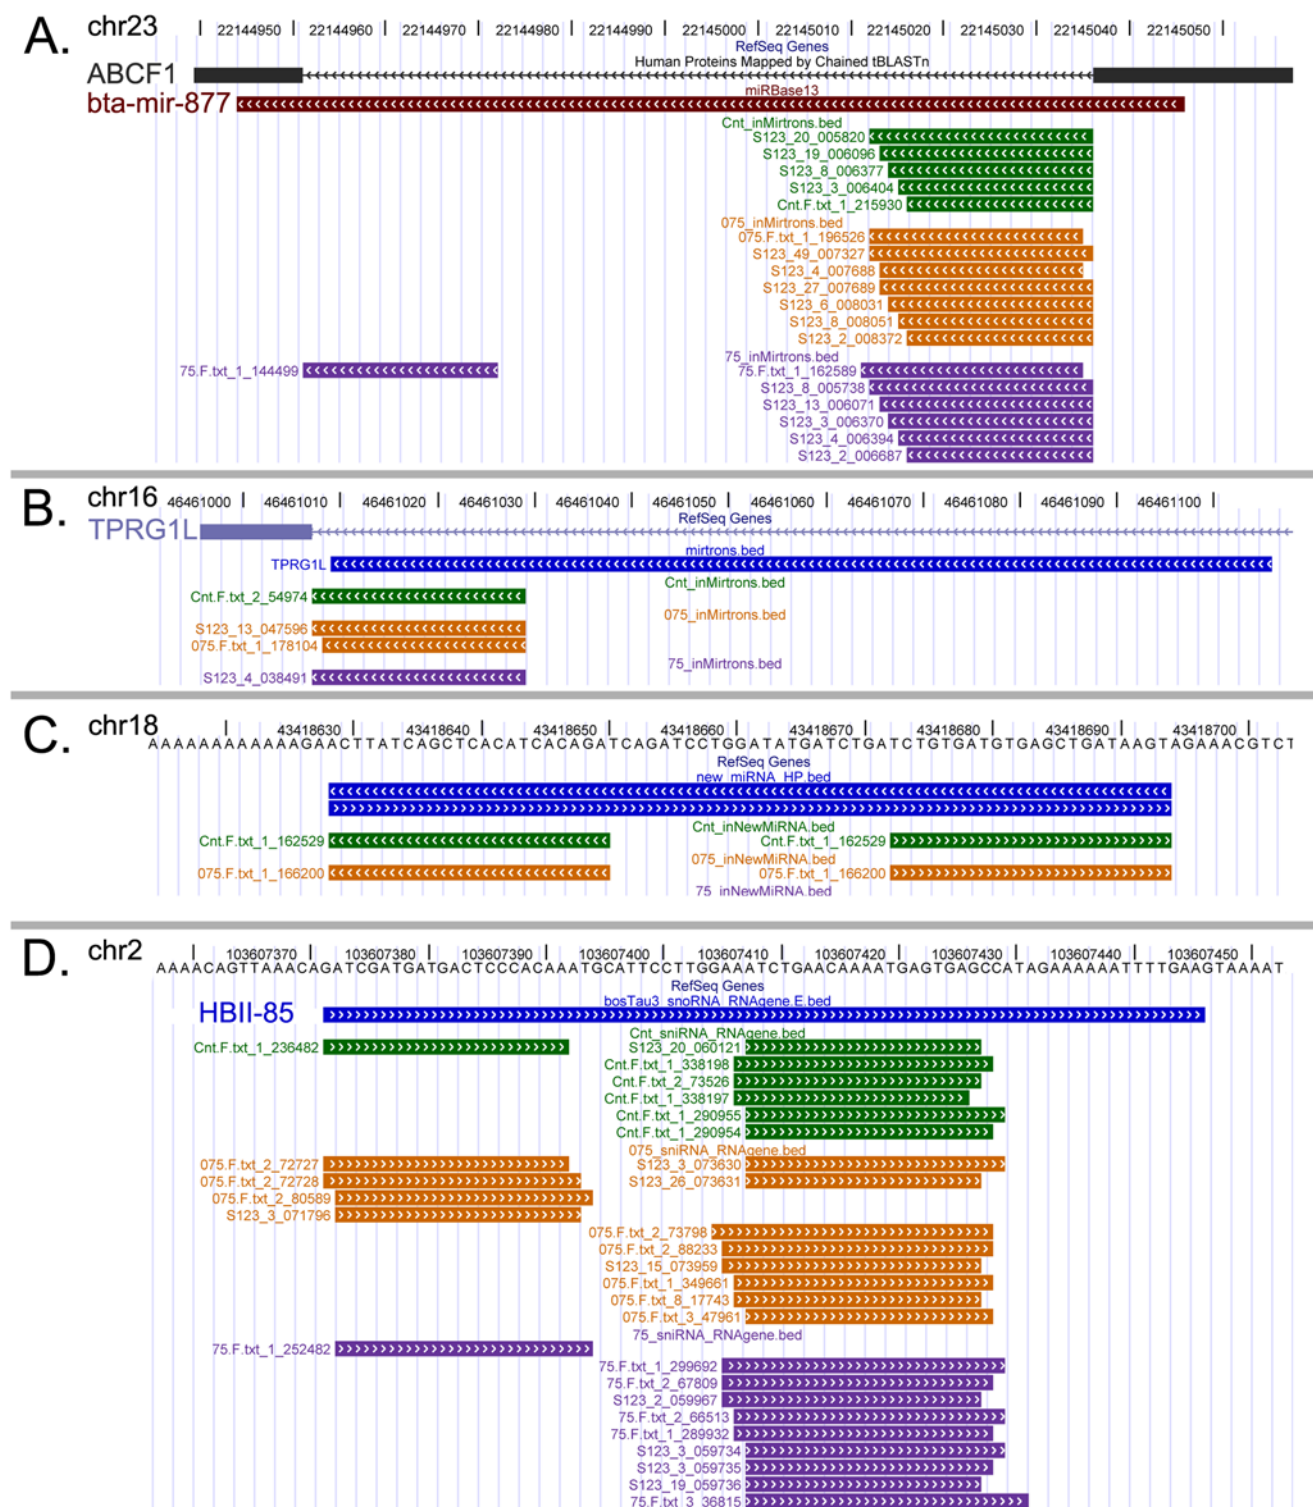 A. chr23
22144950 22144960 22144970 22144980 22144990 22145000 22145010 22145020 22145030 22145040 22145050
RefSeq Genes
Human Proteins Mapped by Chained tBLASTn
ABCF1
miRBase13
bta-mir-877
Cnt_inMirtrons.bed
S123_20_005820
S123_19_006096
S123_8_006377
S123_3_006404
Cnt.F.txt_1_215930
075_inMirtrons.bed
075.F.txt_1_196526
S123_49_007327
S123_4_007688
S123_27_007689
S123_6_008031
S123_8_008051
S123_2_008372
75_inMirtrons.bed
75.F.txt_1_144499 75.F.txt_1_162589
S123_8_005738
S123_13_006071
S123_3_006370
S123_4_006394
S123_2_006687
B. chr16
46461000 46461010 46461020 46461030 46461040 46461050 46461060 46461070 46461080 46461090 46461100
RefSeq Genes
TPRG1L
mirtrons.bed
TPRG1L
Cnt_inMirtrons.bed
Cnt.F.txt_2_54974
075_inMirtrons.bed
S123_13_047596
075.F.txt_1_178104
75_inMirtrons.bed
S123_4_038491
C. chr18
43418630 43418640 43418650 43418660 43418670 43418680 43418690 43418700
AAAAAAAAAAAAAGAACTTATCAGCTCACATCACAGATCAGATCCTGGATATGATCTGATCTGTGATGTGAGCTGATAAGTAGAAACGTCT
RefSeq Genes
new_miRNA_HP.bed
Cnt_inNewMiRNA.bed
Cnt.F.txt_1_162529 Cnt.F.txt_1_162529
075_inNewMiRNA.bed
075.F.txt_1_166200 075.F.txt_1_166200
75_inNewMiRNA.bed
D. chr2
103607370 103607380 103607390 103607400 103607410 103607420 103607430 103607440 103607450
AAAACAGTTAAACAGATCGATGATGACTCCCACAAATGCATTCCTTGGAAATCTGAACAAAATGAGTGAGCCATAGAAAAAAATTTTGAAGTAAAAT
RefSeq Genes
bosTau3_snoRNA_RNAgene.E.bed
HBII-85
Cnt_sniRNA_RNAgene.bed
Cnt.F.txt_1_236482 S123_20_060121
Cnt.F.txt_1_338198
Cnt.F.txt_2_73526
Cnt.F.txt_1_338197
Cnt.F.txt_1_290955
Cnt.F.txt_1_290954
075_sniRNA_RNAgene.bed
075.F.txt_2_72727 S123_3_073630
075.F.txt_2_72728 S123_26_073631
075.F.txt_2_80589
S123_3_071796
075.F.txt_2_73798
075.F.txt_2_88233
S123_15_073959
075.F.txt_1_349661
075.F.txt_8_17743
075.F.txt_3_47961
75_sniRNA_RNAgene.bed
75.F.txt_1_252482
75.F.txt_1_299692
75.F.txt_2_67809
S123_2_059967
75.F.txt_2_66513
75.F.txt_1_289932
S123_3_059734
S123_3_059735
S123_19_059736
75.F.txt_3_36815